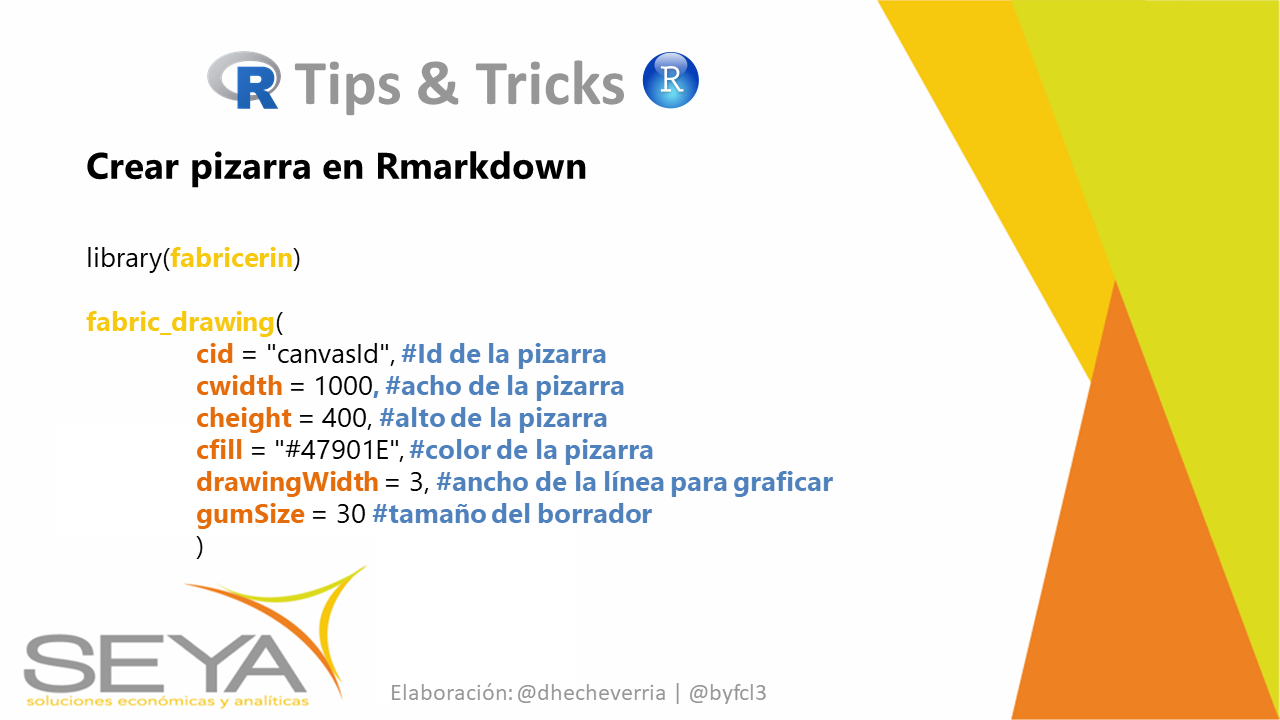 R Tips & Tricks R
Crear pizarra en Rmarkdown
library(fabricerin)
fabric_drawing(
cid = "canvasId", #Id de la pizarra
cwidth = 1000, #acho de la pizarra
cheight = 400, #alto de la pizarra
cfill = "#47901E", #color de la pizarra
drawingWidth = 3, #ancho de la línea para graficar
gumSize = 30 #tamaño del borrador
)
SEYA
soluciones económicas y analíticas
Elaboración: @dhecheverria | @byfcl3